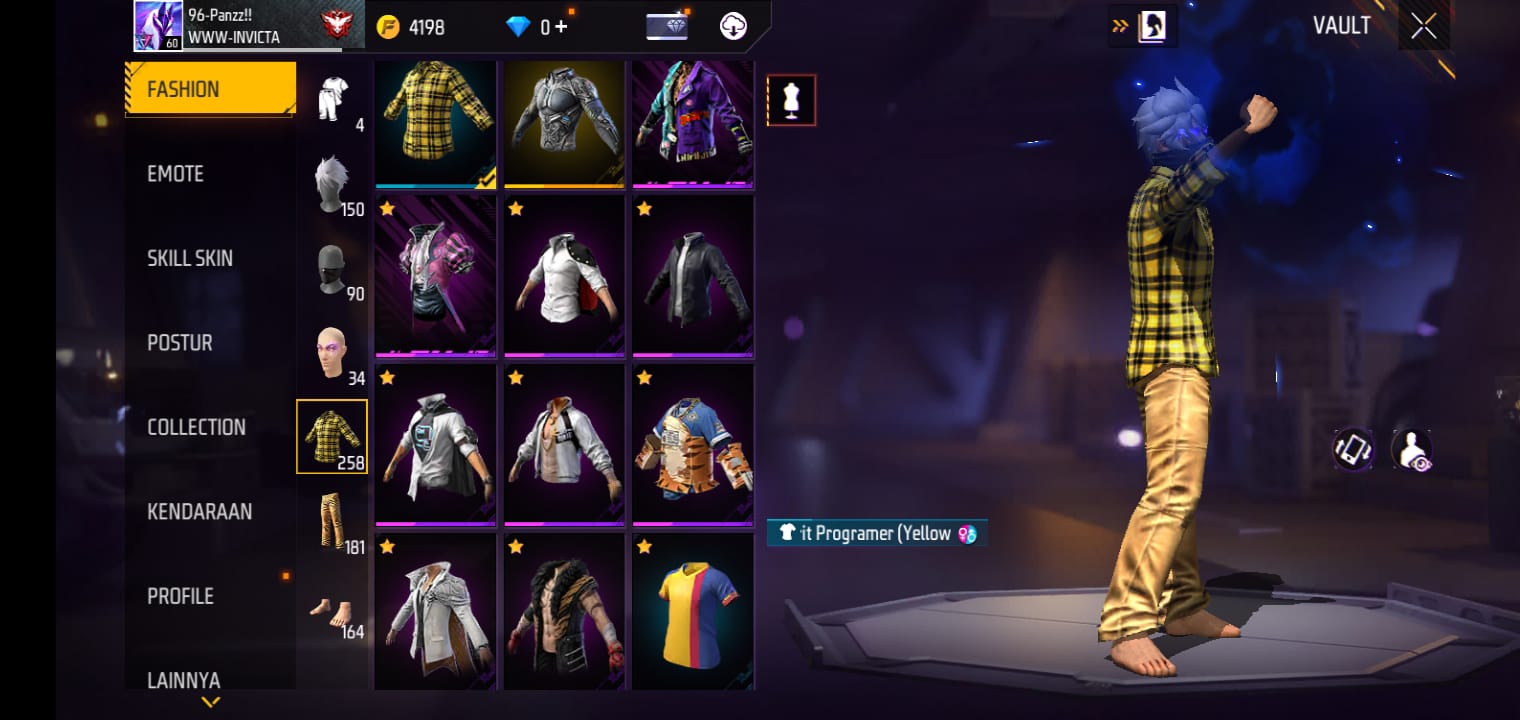 96-Panzz!!
WWW-INVICTA
60
4198
0 +
VAULT
FASHION
EMOTE
SKILL SKIN
POSTUR
COLLECTION
KENDARAAN
PROFILE
LAINNYA
4
150
90
34
258
181
164
it Programer (Yellow